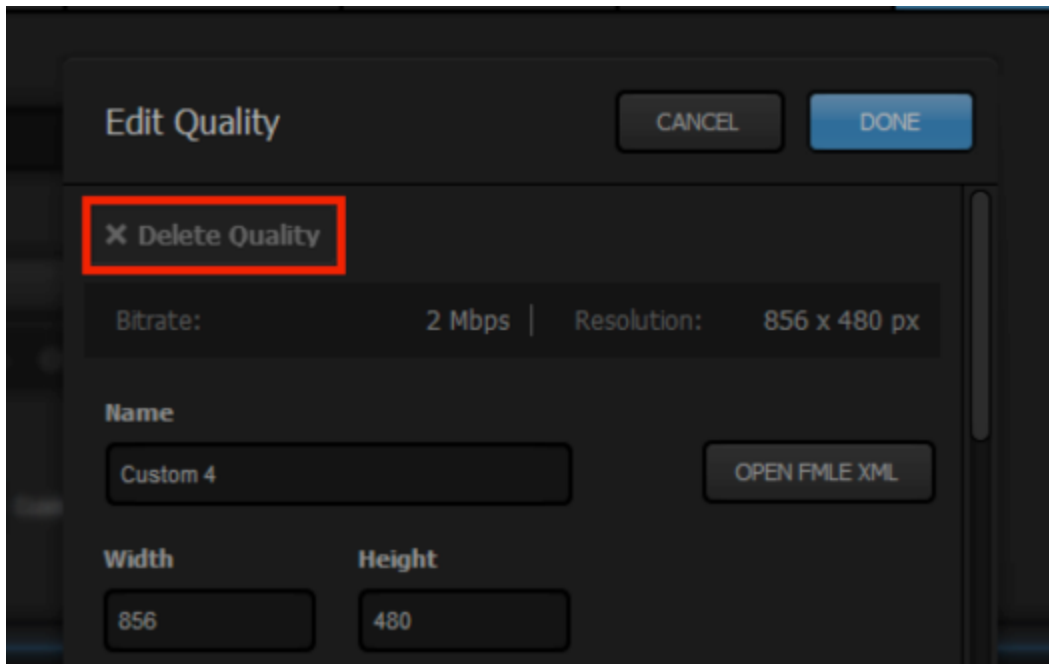 Edit Quality CANCEL DONE
✕ Delete Quality
Bitrate: 2 Mbps | Resolution: 856 x 480 px
Name
Custom 4 OPEN FMLE XML
Width Height
856 480